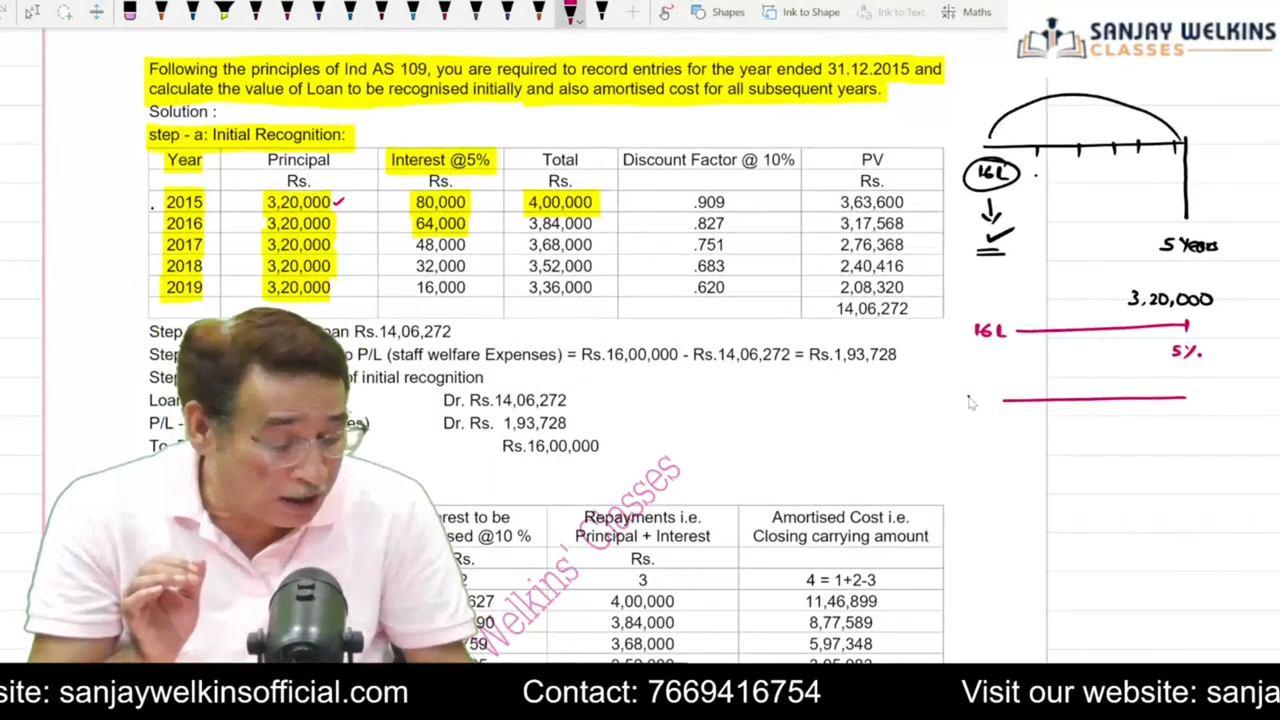 Shapes Ink to Shape Ink to Text Maths
SANJAY WELKINS
CLASSES
Following the principles of Ind AS 109, you are required to record entries for the year ended 31.12.2015 and
calculate the value of Loan to be recognised initially and also amortised cost for all subsequent years.
Solution :
step - a: Initial Recognition:
Year Principal Interest @5% Total Discount Factor @ 10% PV
Rs. Rs. Rs. Rs.
. 2015 3,20,000 80,000 4,00,000 .909 3,63,600
2016 3,20,000 64,000 3,84,000 .827 3,17,568
2017 3,20,000 48,000 3,68,000 .751 2,76,368
2018 3,20,000 32,000 3,52,000 .683 2,40,416
2019 3,20,000 16,000 3,36,000 .620 2,08,320
14,06,272
16L
5 Years
3,20,000
16L
5%.
Step Rs.14,06,272
Step P/L (staff welfare Expenses) = Rs.16,00,000 - Rs.14,06,272 = Rs.1,93,728
of initial recognition
Dr. Rs.14,06,272
P/L - Dr. Rs. 1,93,728
To Rs.16,00,000
Repayments i.e. Amortised Cost i.e.
to be Principal + Interest Closing carrying amount
@10 % Rs.
3 4 = 1+2-3
4,00,000 11,46,899
3,84,000 8,77,589
3,68,000 5,97,348
Welkins' Classes
site: sanjaywelkinsofficial.com Contact: 7669416754 Visit our website: sanja